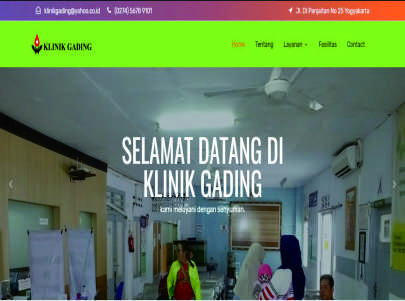 klinikgading@yahoo.co.id (0274) 5678 9101 Jl. DI Panjaitan No 25 Yogyakarta
KLINIK GADING Home Tentang Layanan Fasilitas Contact
SELAMAT DATANG DI
KLINIK GADING
kami melayani dengan senyuman.